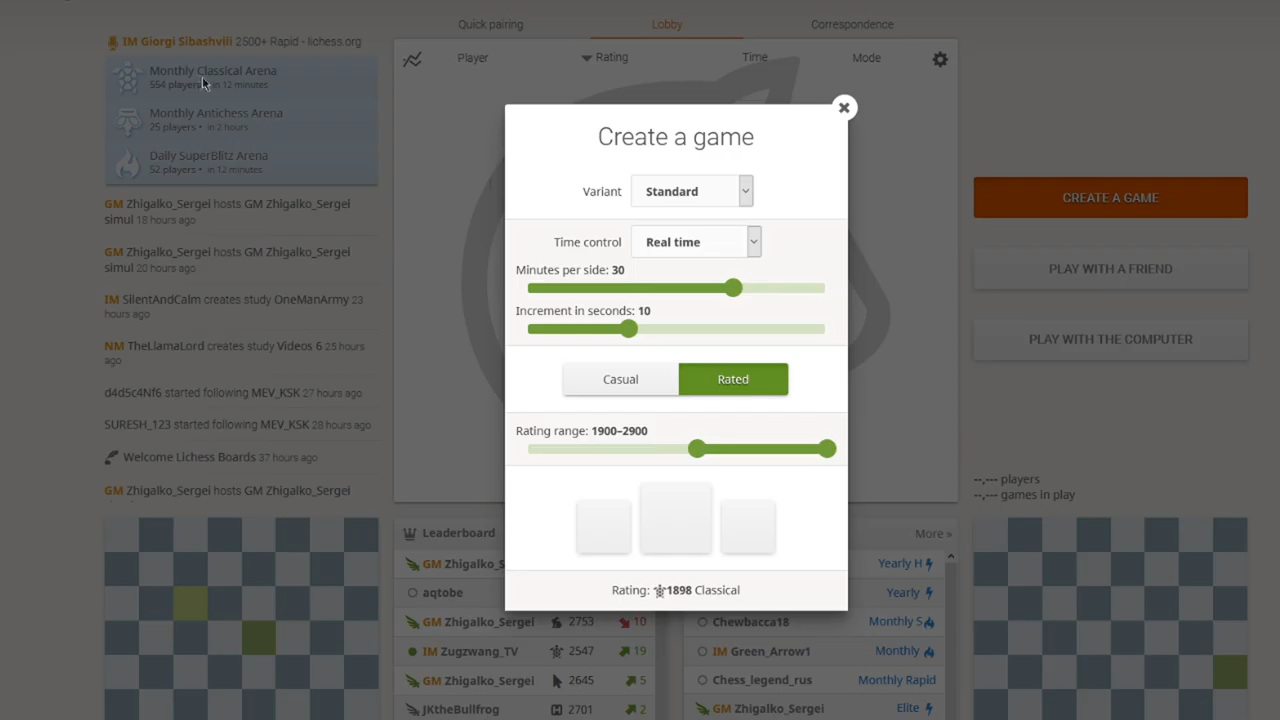 Quick pairing
Lobby
Correspondence
IM Giorgi Sibashvili 2500+ Rapid - lichess.org
Monthly Classical Arena
554 players • in 12 minutes
Monthly Antichess Arena
25 players • in 2 hours
Daily SuperBlitz Arena
52 players • in 12 minutes
GM Zhigalko_Sergei hosts GM Zhigalko_Sergei
simul 18 hours ago
GM Zhigalko_Sergei hosts GM Zhigalko_Sergei
simul 20 hours ago
IM SilentAndCalm creates study OneManArmy 23
hours ago
NM TheLlamaLord creates study Videos 6 25 hours
ago
d4d5c4Nf6 started following MEV_KSK 27 hours ago
SURESH_123 started following MEV_KSK 28 hours ago
Welcome Lichess Boards 37 hours ago
GM Zhigalko_Sergei hosts GM Zhigalko_Sergei
Player
Rating
Time
Mode
Create a game
Variant
Standard
Time control
Real time
Minutes per side: 30
Increment in seconds: 10
Casual
Rated
Rating range: 1900–2900
Rating: 1898 Classical
CREATE A GAME
PLAY WITH A FRIEND
PLAY WITH THE COMPUTER
--,--- players
--,--- games in play
Leaderboard
GM Zhigalko_S
aqtobe
GM Zhigalko_Sergei 2753 10
IM Zugzwang_TV 2547 19
GM Zhigalko_Sergei 2645 5
JKtheBullfrog 2701 2
More »
Yearly H
Yearly
Chewbacca18 Monthly S
IM Green_Arrow1 Monthly
Chess_legend_rus Monthly Rapid
GM Zhigalko_Sergei Elite